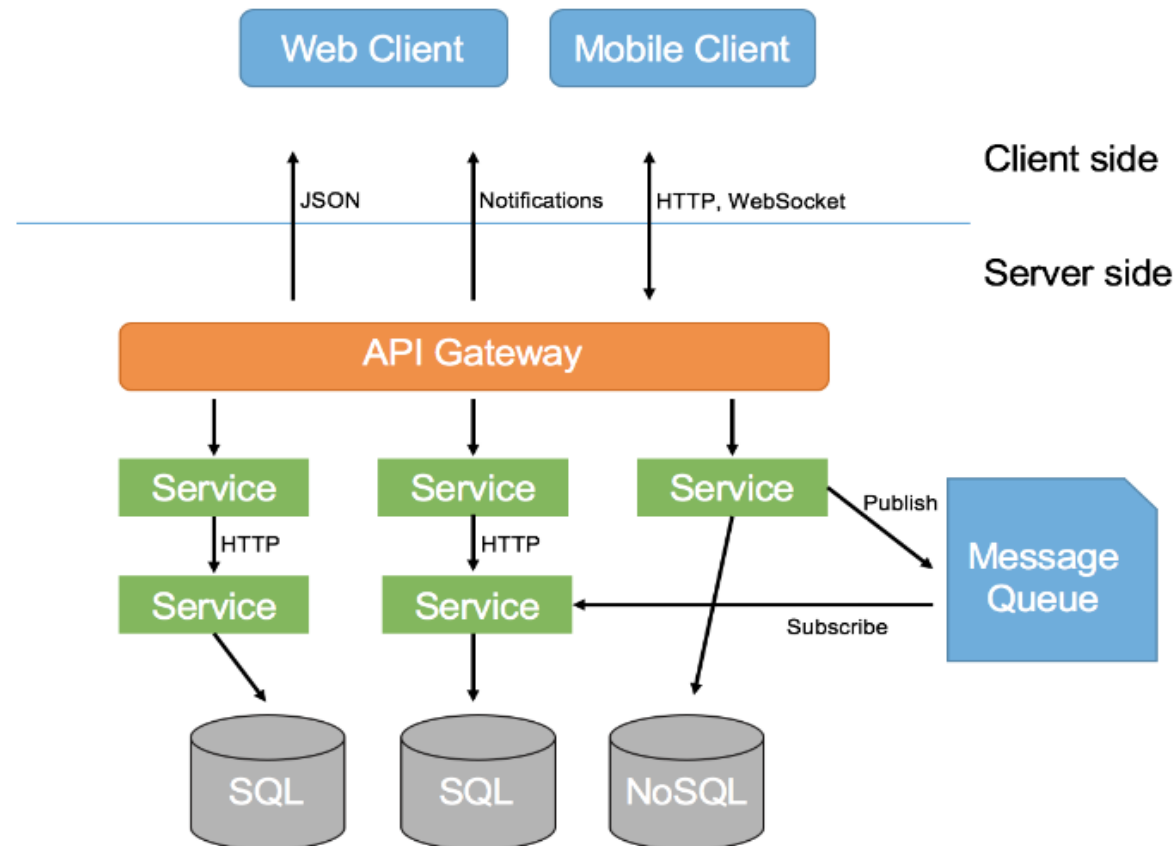 Web Client
Mobile Client
Client side
JSON
Notifications
HTTP, WebSocket
Server side
API Gateway
Service
Service
Service
Publish
HTTP
HTTP
Message
Queue
Service
Service
Subscribe
SQL
SQL
NoSQL